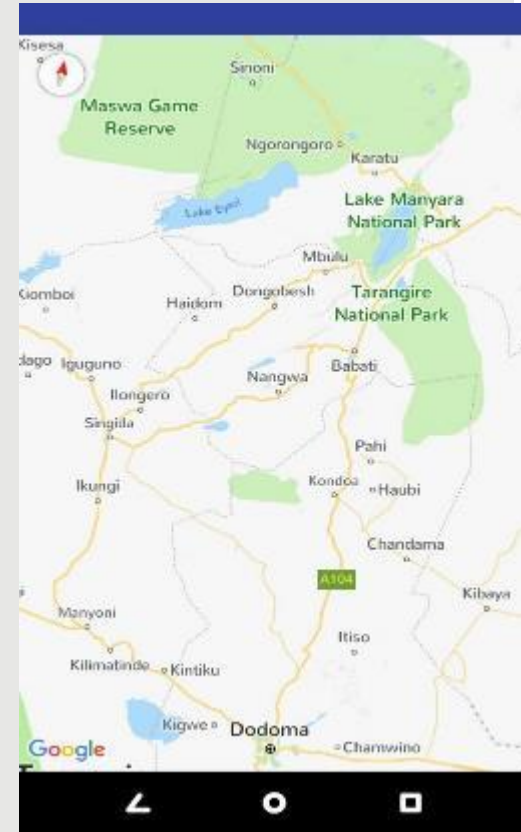 Kisesa
Sironi
Maswa Game
Reserve
Ngorongoro
Karatu
Lake Eyasi
Lake Manyara
National Park
Mbulu
Kiomboi
Haidom
Dongobesh
Tarangire
National Park
Iguguno
Ilongero
Nangwa
Babati
Singida
Pahi
Ikungi
Kondoa
Haubi
Chandama
A104
Kibaya
Manyoni
Itiso
Kilimatinde
Kintiku
Kigwe
Dodoma
Chamwino
Google